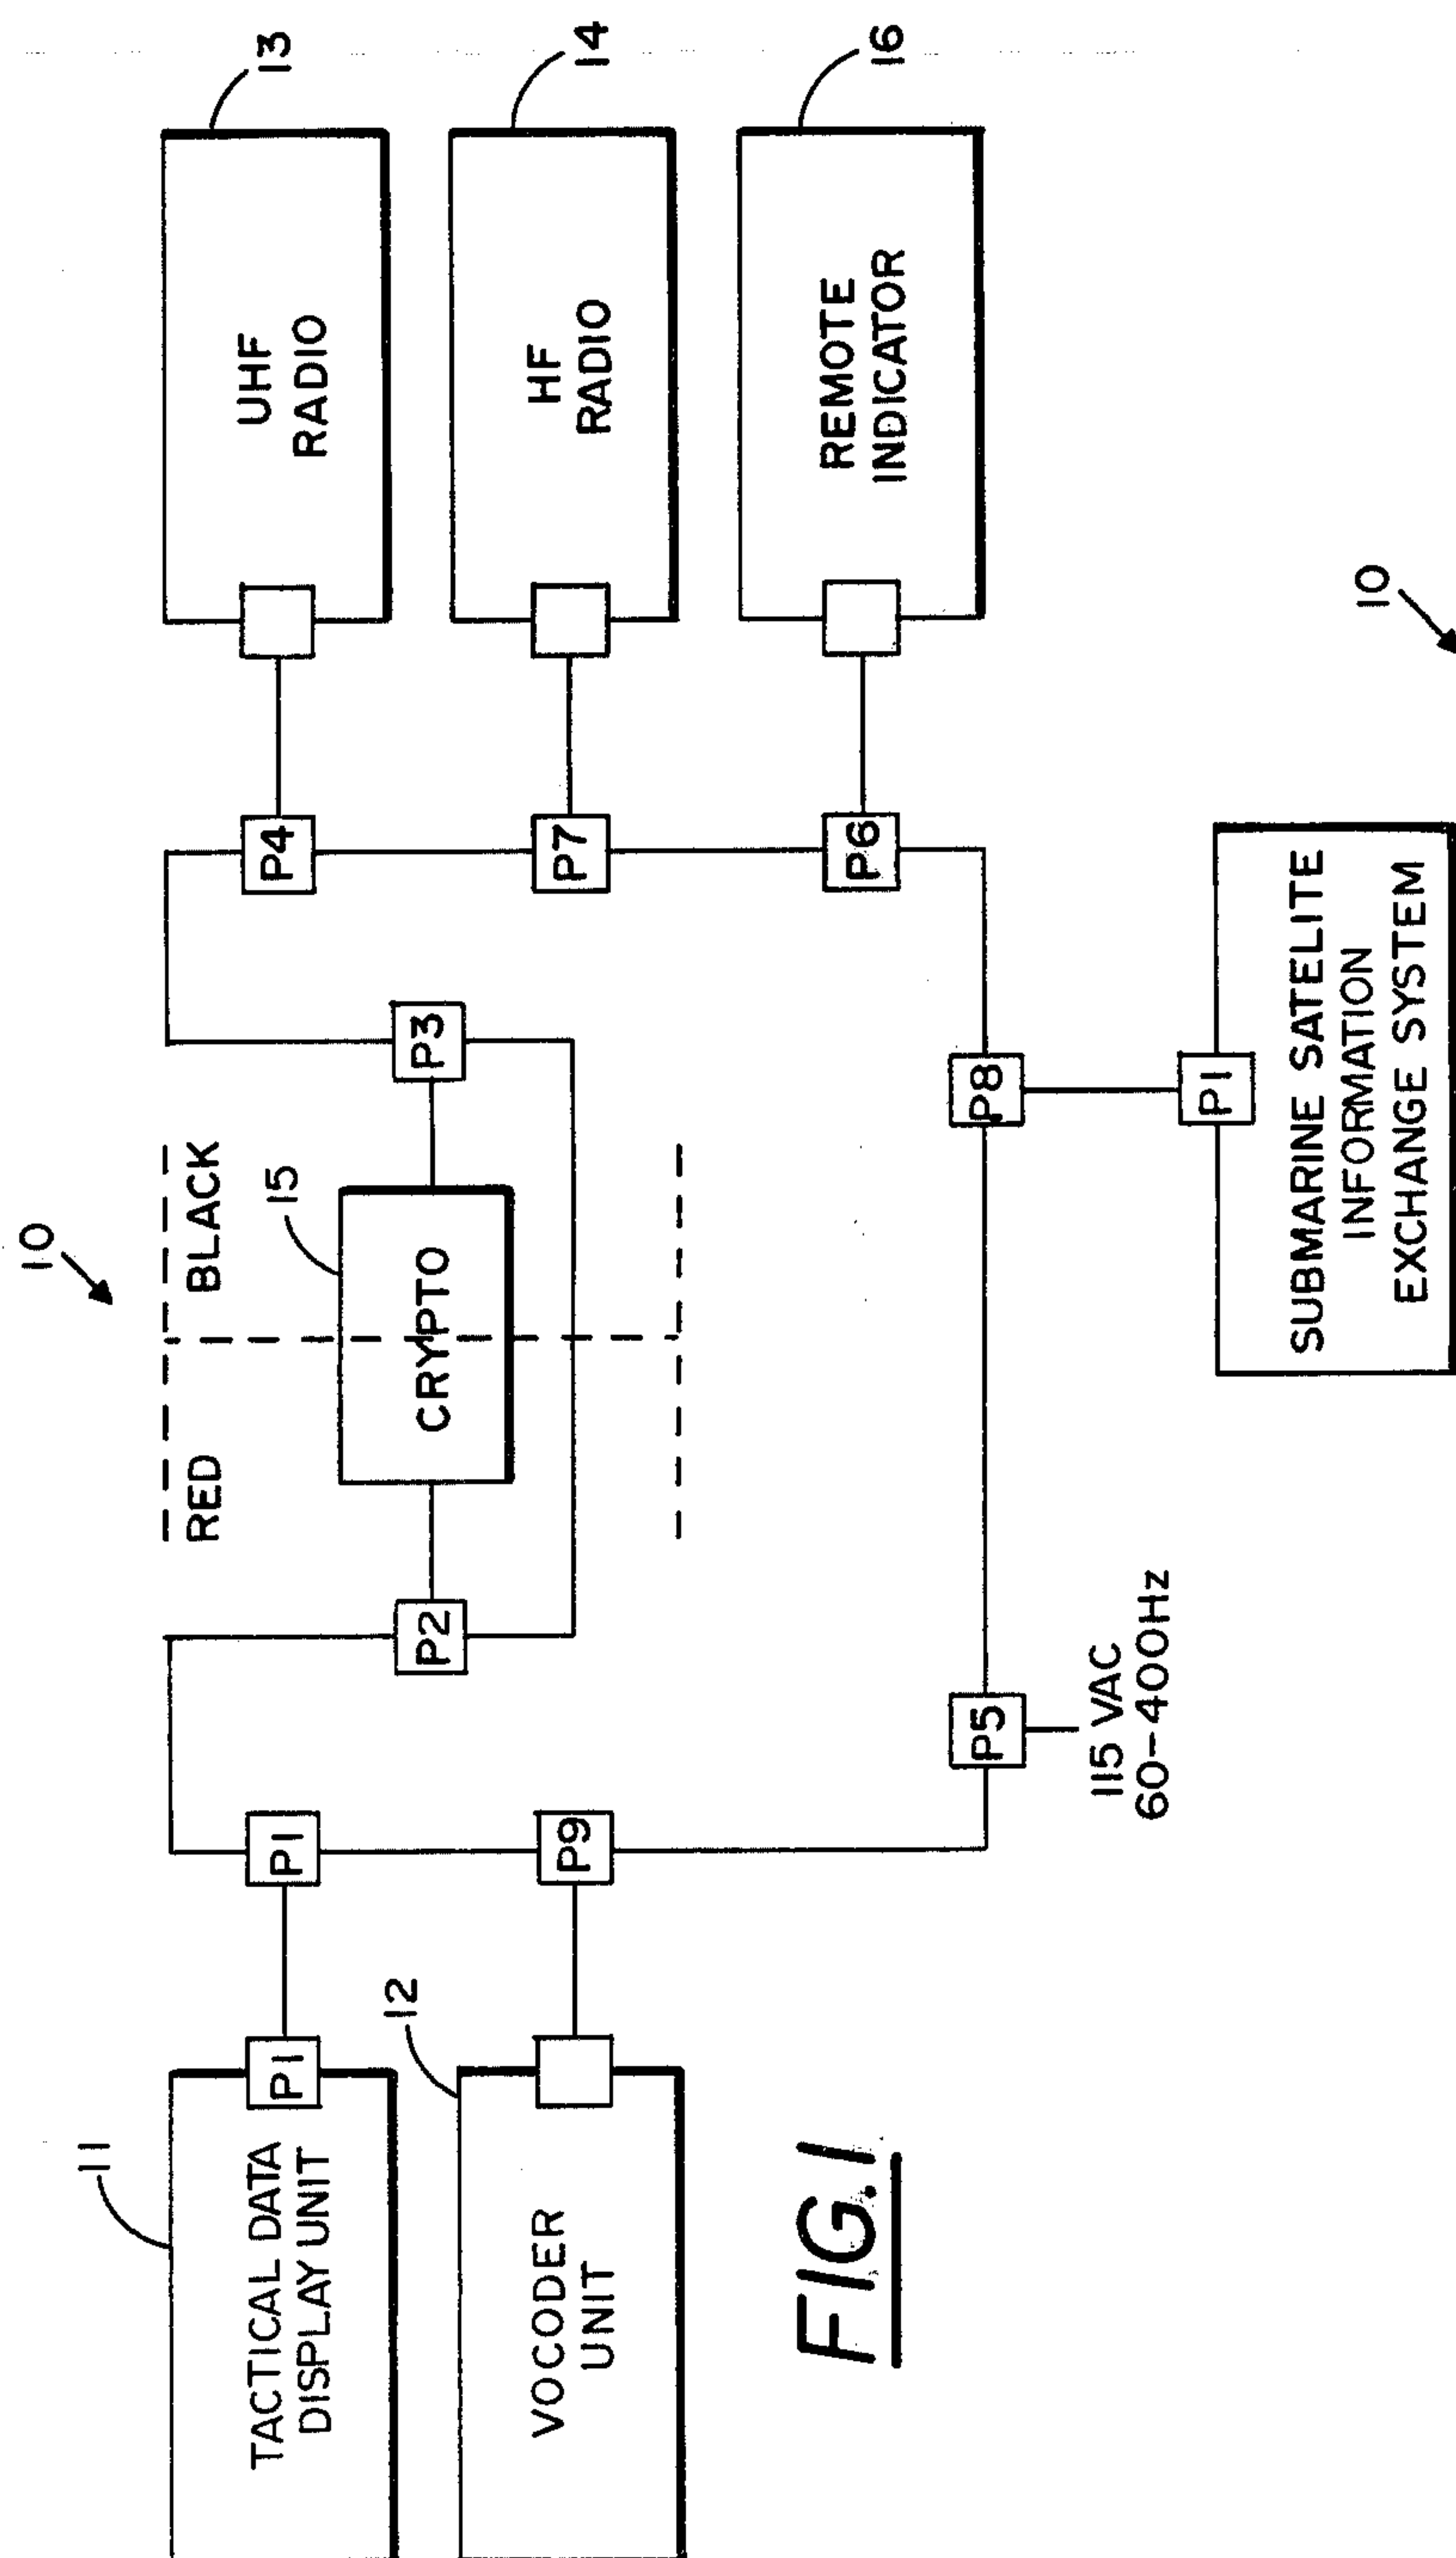 10
RED
BLACK
11
TACTICAL DATA
DISPLAY UNIT
P1
P1
12
VOCODER
UNIT
P9
P2
15
CRYPTO
P3
P4
13
UHF
RADIO
P7
14
HF
RADIO
P6
16
REMOTE
INDICATOR
P5
115 VAC
60-400Hz
P8
P1
SUBMARINE SATELITE
INFORMATION
EXCHANGE SYSTEM
FIG. 1
10